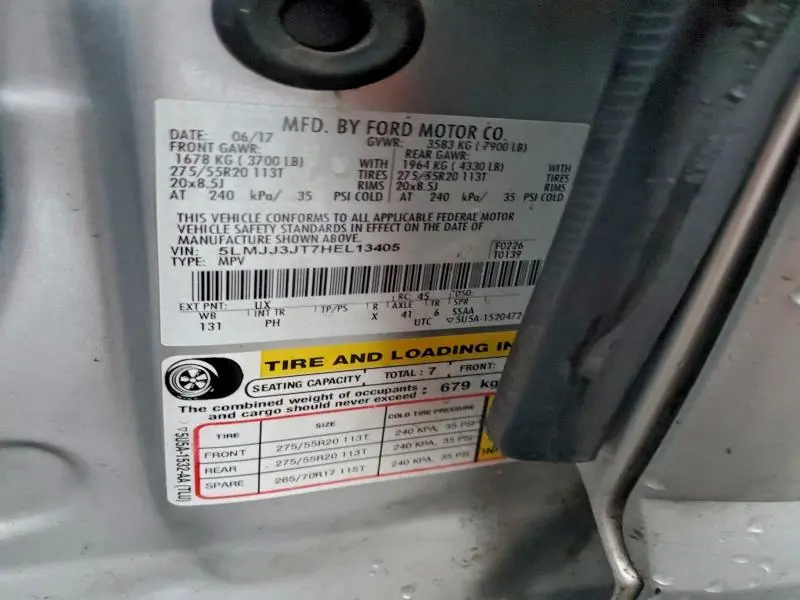 MFD. BY FORD MOTOR CO.
DATE: 06/17 GVWR: 3583 KG (7900 LB)
FRONT GAWR: REAR GAWR:
1678 KG (3700 LB) WITH 1964 KG (4330 LB) WITH
275/55R20 113T TIRES 275/55R20 113T TIRES
20x8.5J RIMS 20x8.5J RIMS
AT 240 kPa/ 35 PSI COLD AT 240 kPa/ 35 PSI COLD
THIS VEHICLE CONFORMS TO ALL APPLICABLE FEDERAL MOTOR
VEHICLE SAFETY STANDARDS IN EFFECT ON THE DATE OF
MANUFACTURE SHOWN ABOVE.
VIN: 5LMJJ3JT7HEL13405 F0226
TYPE: MPV T0139
EXT PNT: UX RC: 45 DSO:
WB INT TR TP/PS R AXLE TR SPR
131 PH X 41 6 SSAA
UTC ▽5U5A-1520472
TIRE AND LOADING IN
SEATING CAPACITY TOTAL: 7 FRONT:
The combined weight of occupants and cargo should never exceed : 679 kg
TIRE SIZE COLD TIRE PRESSURE
FRONT 275/55R20 113T 240 KPA, 35 PSI
REAR 275/55R20 113T 240 KPA, 35 PSI
SPARE 265/70R17 115T 240 KPA, 35 PSI
▽5U5A-1532-AA (TLU)